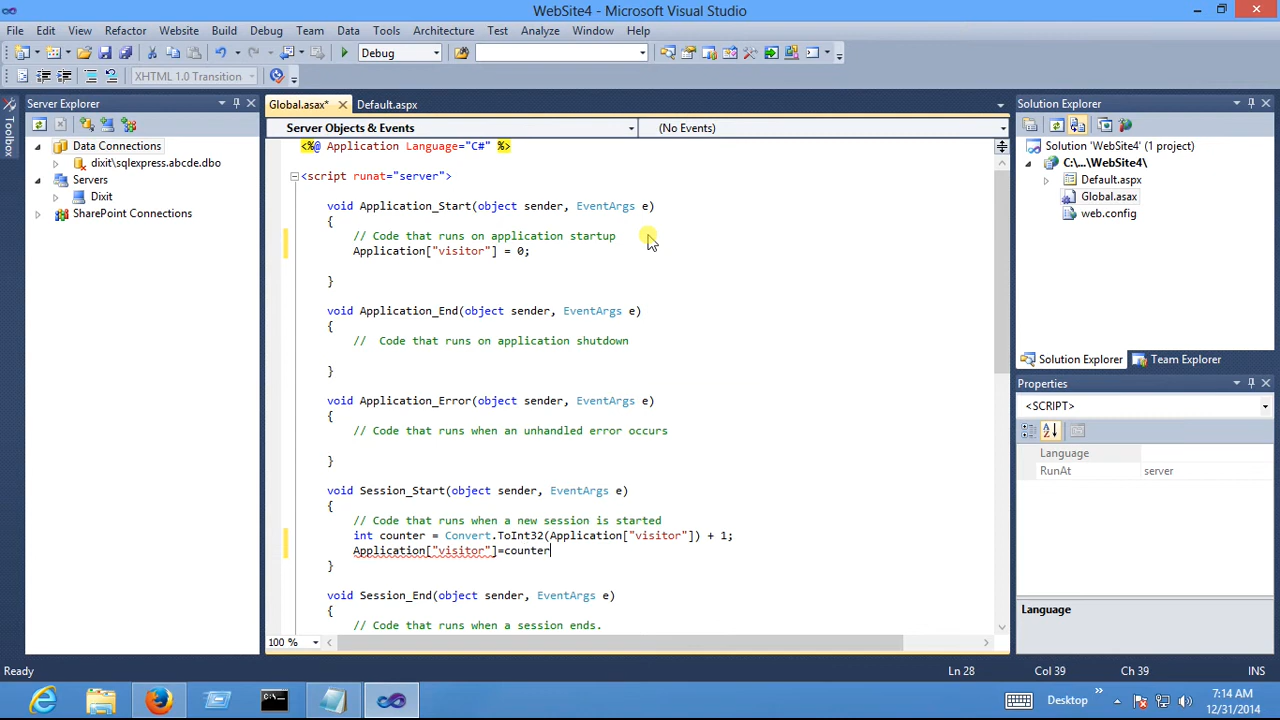 WebSite4 - Microsoft Visual Studio
File Edit View Refactor Website Build Debug Team Data Tools Architecture Test Analyze Window Help
Debug
XHTML 1.0 Transition
Server Explorer
Global.asax* Default.aspx
Solution Explorer
Toolbox
Server Objects & Events
(No Events)
Data Connections
dixit\sqlexpress.abcde.dbo
Servers
Dixit
SharePoint Connections
<%@ Application Language="C#" %>
<script runat="server">
void Application_Start(object sender, EventArgs e)
{
// Code that runs on application startup
Application["visitor"] = 0;
}
void Application_End(object sender, EventArgs e)
{
//  Code that runs on application shutdown
}
void Application_Error(object sender, EventArgs e)
{
// Code that runs when an unhandled error occurs
}
void Session_Start(object sender, EventArgs e)
{
// Code that runs when a new session is started
int counter = Convert.ToInt32(Application["visitor"]) + 1;
Application["visitor"]=counter
}
void Session_End(object sender, EventArgs e)
{
// Code that runs when a session ends.
100 %
Solution 'WebSite4' (1 project)
C:\...\WebSite4\
Default.aspx
Global.asax
web.config
Solution Explorer Team Explorer
Properties
<SCRIPT>
Language
RunAt server
Language
Ready
Ln 28 Col 39 Ch 39 INS
Desktop
7:14 AM
12/31/2014